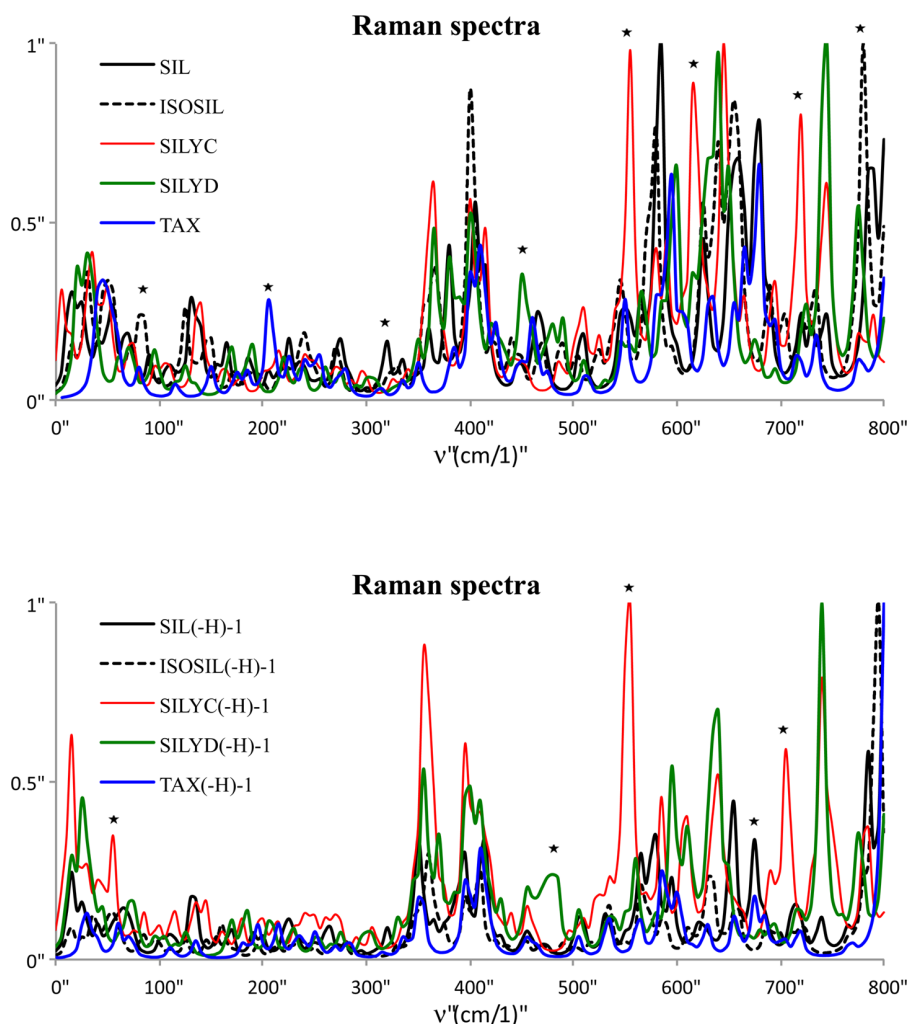 Raman spectra
1"
SIL
ISOSIL
SILYC
0.5"
SILYD
TAX
0"
0" 100" 200" 300" 400" 500" 600" 700" 800"
ν"(cm/1)"
Raman spectra
1"
SIL(-H)-1
ISOSIL(-H)-1
SILYC(-H)-1
0.5"
SILYD(-H)-1
TAX(-H)-1
0"
0" 100" 200" 300" 400" 500" 600" 700" 800"
ν"(cm/1)"